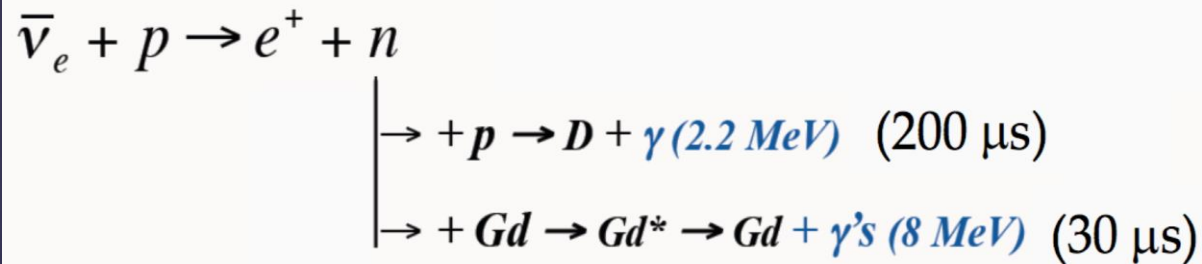 ν̅ₑ + p → e⁺ + n
→ + p → D + γ (2.2 MeV) (200 μs)
→ + Gd → Gd* → Gd + γ's (8 MeV) (30 μs)